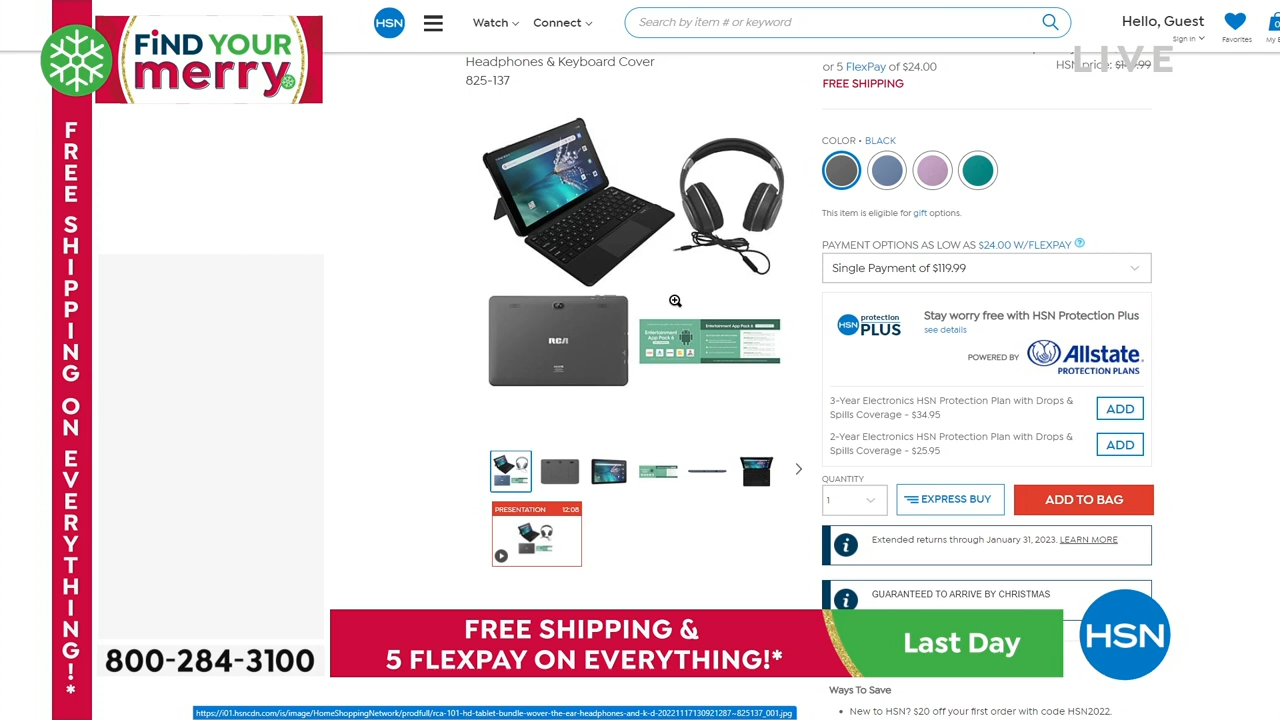 FiND YOUR
merry
FREE SHIPPING ON EVERYTHING!*
800-284-3100
HSN
Watch
Connect
Search by item # or keyword
Hello, Guest
Sign In
Favorites
LIVE
Headphones & Keyboard Cover
825-137
or 5 FlexPay of $24.00
FREE SHIPPING
COLOR • BLACK
This item is eligible for gift options.
PAYMENT OPTIONS AS LOW AS $24.00 W/FLEXPAY
Single Payment of $119.99
HSN protection PLUS
Stay worry free with HSN Protection Plus
see details
POWERED BY
Allstate
PROTECTION PLANS
3-Year Electronics HSN Protection Plan with Drops &
Spills Coverage - $34.95
ADD
2-Year Electronics HSN Protection Plan with Drops &
Spills Coverage - $25.95
ADD
QUANTITY
1
EXPRESS BUY
ADD TO BAG
Extended returns through January 31, 2023. LEARN MORE
GUARANTEED TO ARRIVE BY CHRISTMAS
RCA
Entertainment
App Pack 6
PRESENTATION 12:08
FREE SHIPPING &
5 FLEXPAY ON EVERYTHING!*
Last Day
HSN
Ways To Save
• New to HSN? $20 off your first order with code HSN2022.
https://i01.hsncdn.com/is/image/HomeShoppingNetwork/prodfull/rca-101-hd-tablet-bundle-wover-the-ear-headphones-and-k-d-20221117130921287~825137_001.jpg